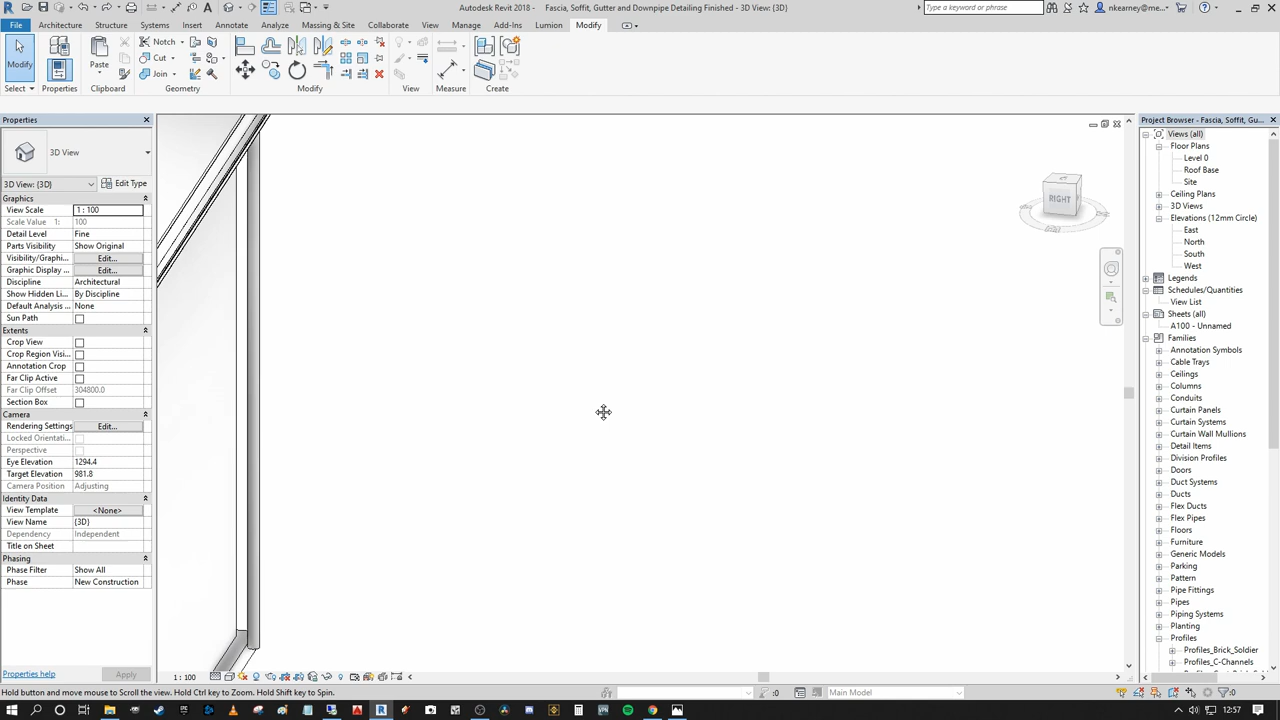 Autodesk Revit 2018 - Fascia, Soffit, Gutter and Downpipe Detailing Finished - 3D View: {3D}
Type a keyword or phrase
nkearney...
File Architecture Structure Systems Insert Annotate Analyze Massing & Site Collaborate View Manage Add-Ins Lumion Modify
Modify
Paste
Notch
Cut
Join
Select Properties Clipboard Geometry Modify View Measure Create
Properties
3D View
3D View: {3D}
Edit Type
Graphics
View Scale 1 : 100
Scale Value 1: 100
Detail Level Fine
Parts Visibility Show Original
Visibility/Graphi... Edit...
Graphic Display ... Edit...
Discipline Architectural
Show Hidden Li... By Discipline
Default Analysis ... None
Sun Path
Extents
Crop View
Crop Region Visi...
Annotation Crop
Far Clip Active
Far Clip Offset 304800.0
Section Box
Camera
Rendering Settings Edit...
Locked Orientati...
Perspective
Eye Elevation 1294.4
Target Elevation 981.8
Camera Position Adjusting
Identity Data
View Template <None>
View Name {3D}
Dependency Independent
Title on Sheet
Phasing
Phase Filter Show All
Phase New Construction
Properties help
Apply
RIGHT
Project Browser - Fascia, Soffit, Gu...
Views (all)
Floor Plans
Level 0
Roof Base
Site
Ceiling Plans
3D Views
Elevations (12mm Circle)
East
North
South
West
Legends
Schedules/Quantities
View List
Sheets (all)
A100 - Unnamed
Families
Annotation Symbols
Cable Trays
Ceilings
Columns
Conduits
Curtain Panels
Curtain Systems
Curtain Wall Mullions
Detail Items
Division Profiles
Doors
Duct Systems
Ducts
Flex Ducts
Flex Pipes
Floors
Furniture
Generic Models
Parking
Pattern
Pipe Fittings
Pipes
Piping Systems
Planting
Profiles
Profiles_Brick_Soldier
Profiles_C-Channels
1 : 100
Hold button and move mouse to Scroll the view. Hold Ctrl key to Zoom. Hold Shift key to Spin.
:0
Main Model
:0
12:57